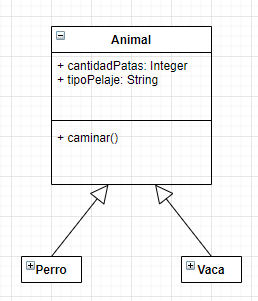 Animal
+ cantidadPatas: Integer
+ tipoPelaje: String
+ caminar()
Perro
Vaca